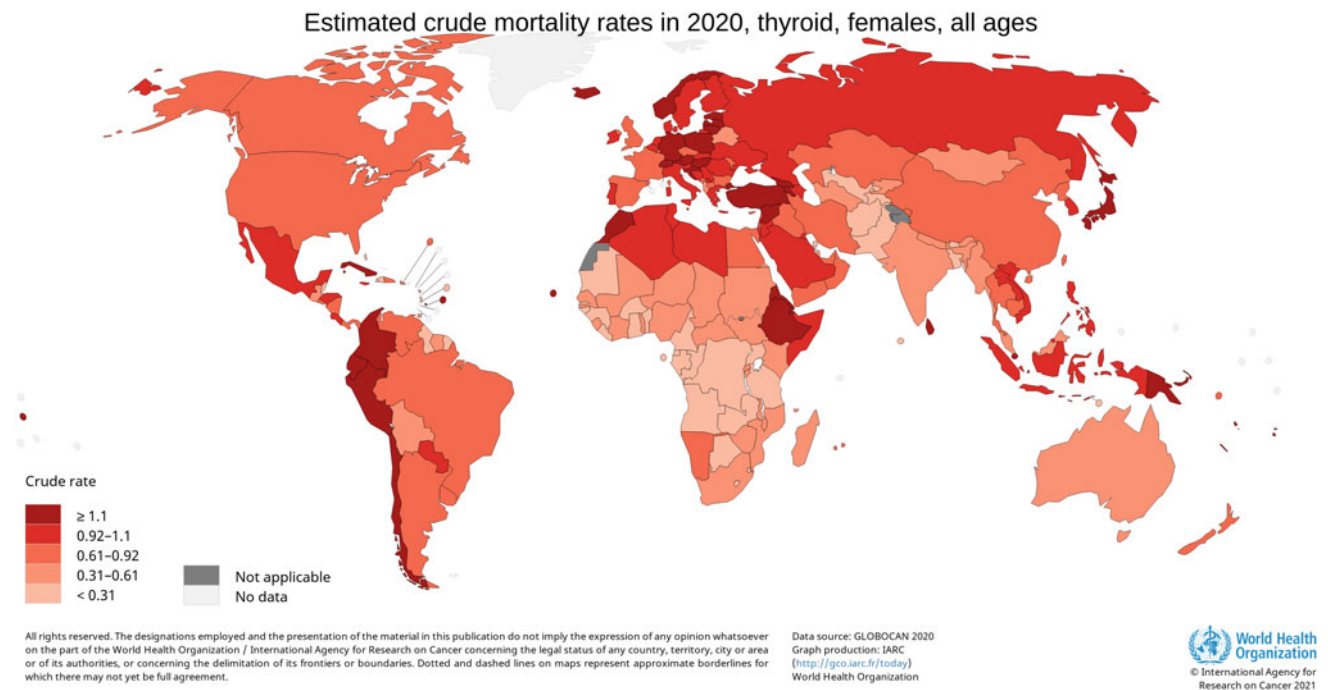 Estimated crude mortality rates in 2020, thyroid, females, all ages
Crude rate
≥ 1.1
0.92–1.1
0.61–0.92
0.31–0.61
< 0.31
Not applicable
No data
All rights reserved. The designations employed and the presentation of the material in this publication do not imply the expression of any opinion whatsoever
on the part of the World Health Organization / International Agency for Research on Cancer concerning the legal status of any country, territory, city or area
or of its authorities, or concerning the delimitation of its frontiers or boundaries. Dotted and dashed lines on maps represent approximate borderlines for
which there may not yet be full agreement.
Data source: GLOBOCAN 2020
Graph production: IARC
(http://gco.iarc.fr/today)
World Health Organization
World Health
Organization
© International Agency for
Research on Cancer 2021